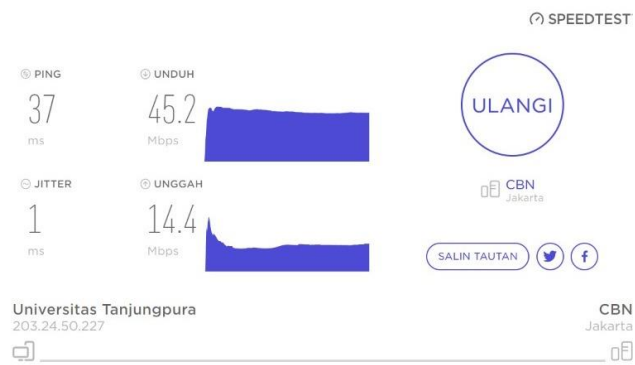 SPEEDTEST
PING
37
ms
UNDUH
45.2
Mbps
JITTER
1
ms
UNGGAH
14.4
Mbps
ULANGI
CBN
Jakarta
SALIN TAUTAN
Universitas Tanjungpura
203.24.50.227
CBN
Jakarta